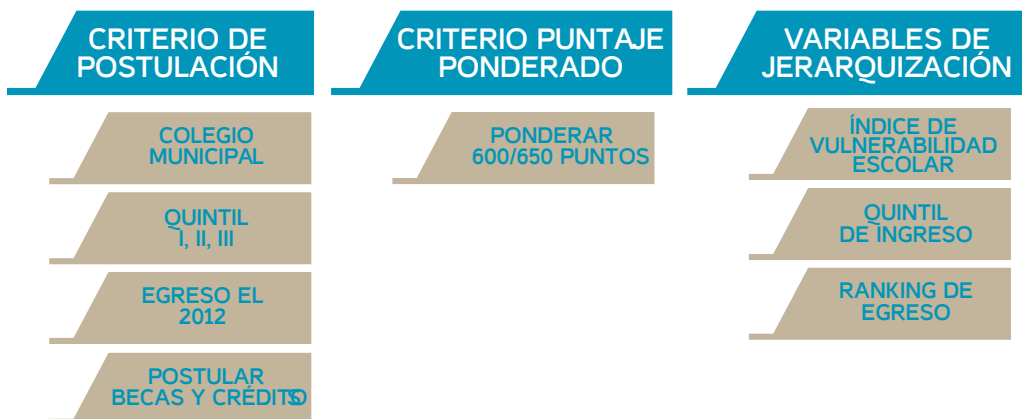 CRITERIO DE
POSTULACIÓN
COLEGIO
MUNICIPAL
QUINTIL
I, II, III
EGRESO EL
2012
POSTULAR
BECAS Y CRÉDITOS
CRITERIO PUNTAJE
PONDERADO
PONDERAR
600/650 PUNTOS
VARIABLES DE
JERARQUIZACIÓN
ÍNDICE DE
VULNERABILIDAD
ESCOLAR
QUINTIL
DE INGRESO
RANKING DE
EGRESO